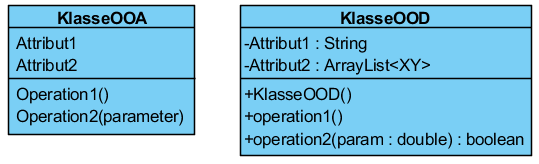 KlasseOOA
Attribut1
Attribut2
Operation1()
Operation2(parameter)
KlasseOOD
-Attribut1 : String
-Attribut2 : ArrayList<XY>
+KlasseOOD()
+operation1()
+operation2(param : double) : boolean